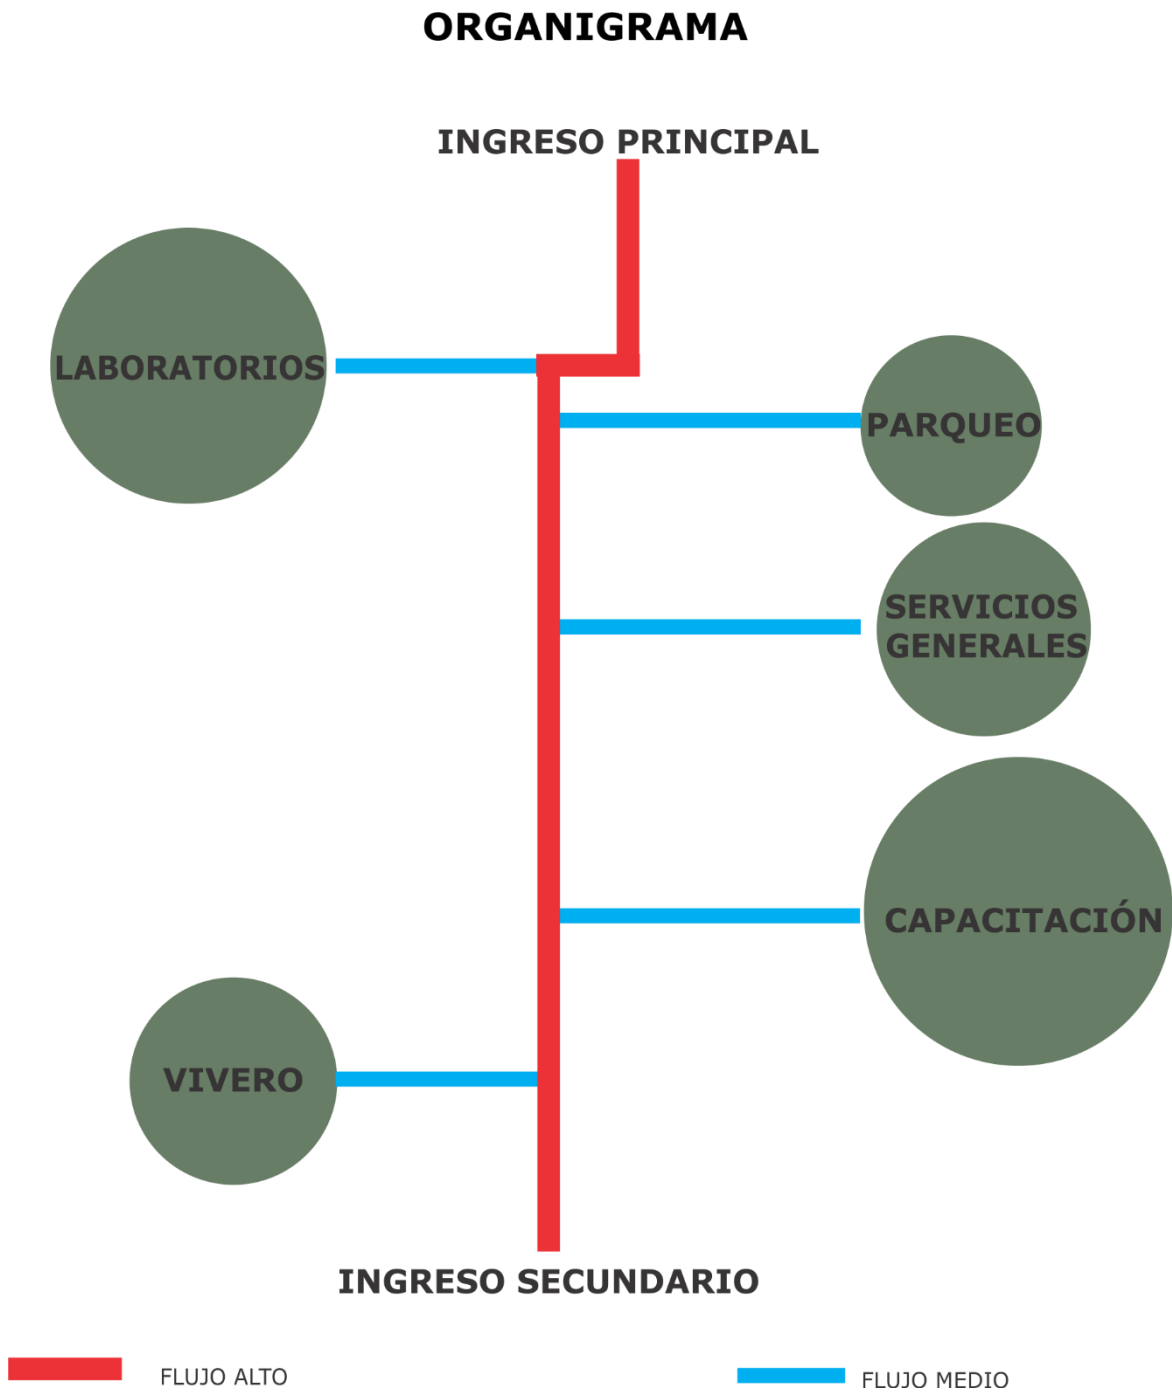 ORGANIGRAMA
INGRESO PRINCIPAL
LABORATORIOS
PARQUEO
SERVICIOS
GENERALES
CAPACITACIÓN
VIVERO
INGRESO SECUNDARIO
FLUJO ALTO
FLUJO MEDIO